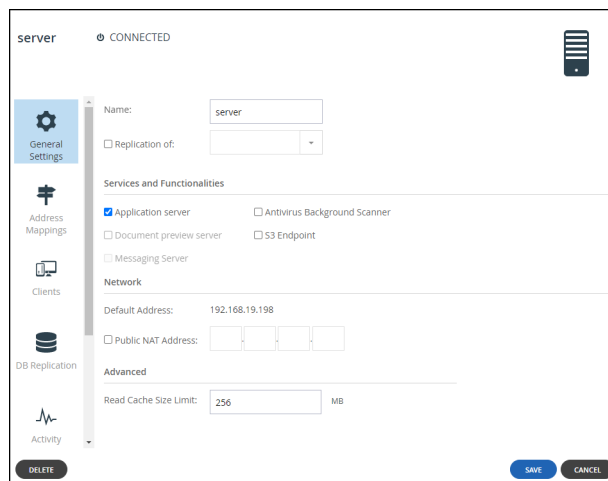 server
CONNECTED
General
Settings
Address
Mappings
Clients
DB Replication
Activity
Name:
server
Replication of:
Services and Functionalities
Application server
Antivirus Background Scanner
Document preview server
S3 Endpoint
Messaging Server
Network
Default Address:
192.168.19.198
Public NAT Address:
. . .
Advanced
Read Cache Size Limit:
256
MB
DELETE
SAVE
CANCEL